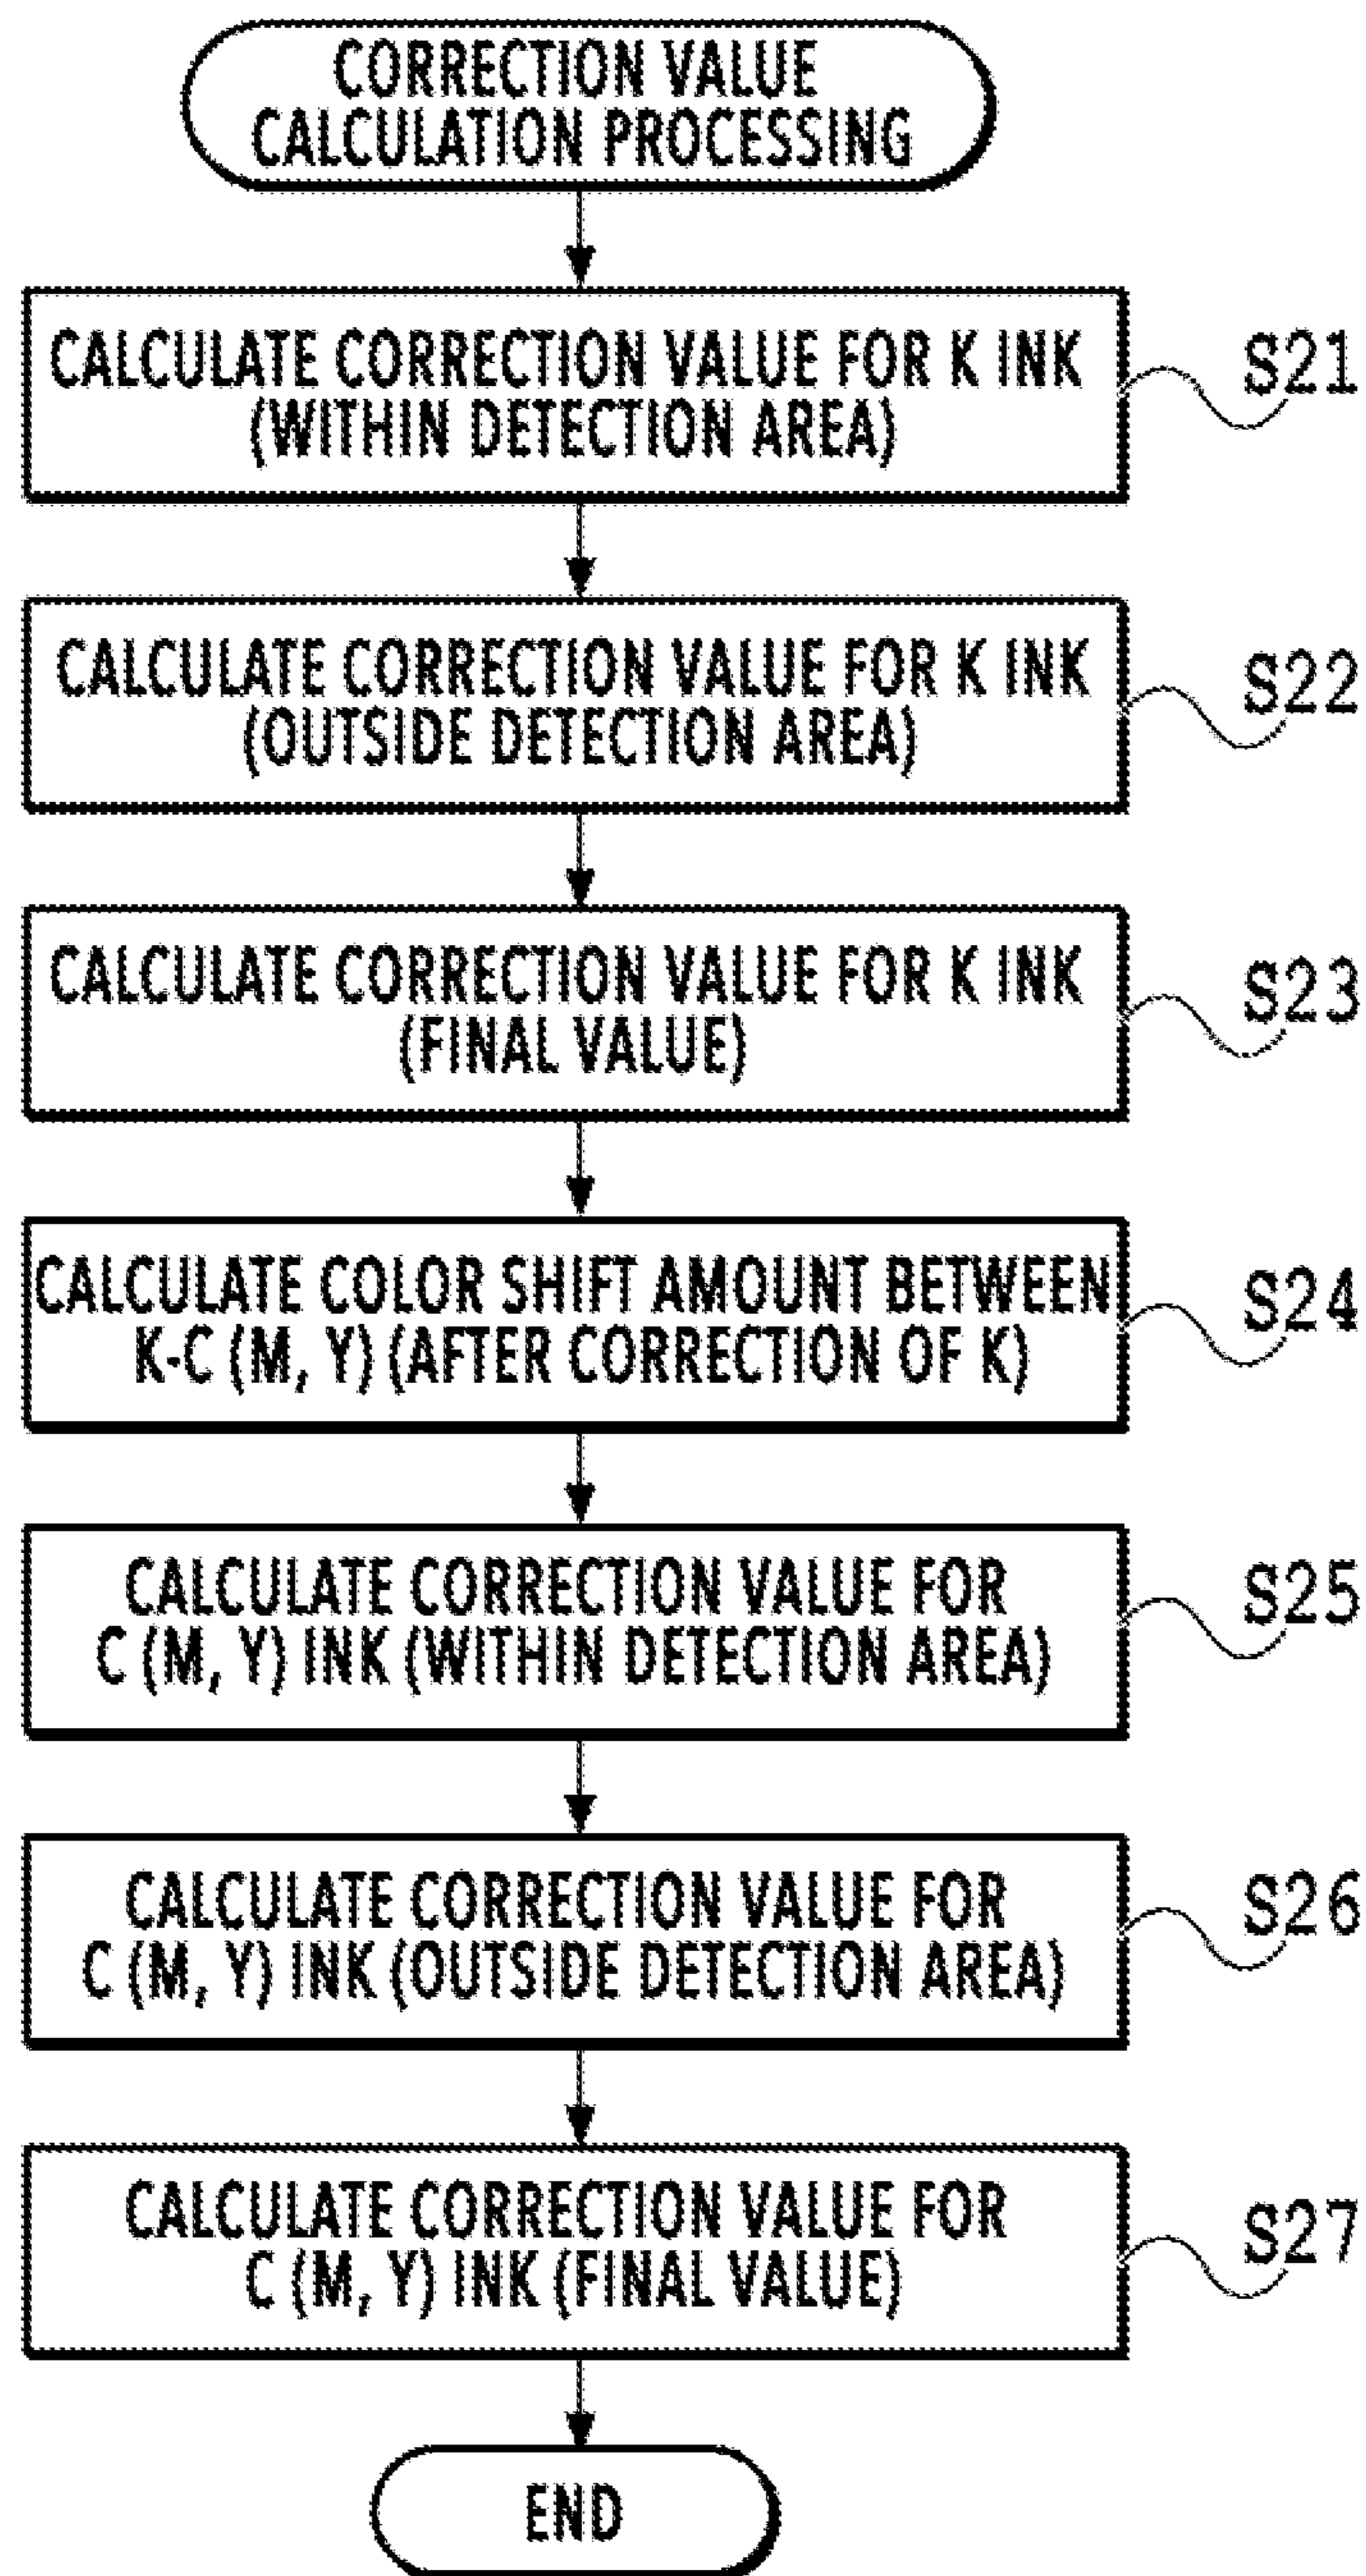 CORRECTION VALUE
CALCULATION PROCESSING
CALCULATE CORRECTION VALUE FOR K INK
(WITHIN DETECTION AREA)
S21
CALCULATE CORRECTION VALUE FOR K INK
(OUTSIDE DETECTION AREA)
S22
CALCULATE CORRECTION VALUE FOR K INK
(FINAL VALUE)
S23
CALCULATE COLOR SHIFT AMOUNT BETWEEN
K-C (M, Y) (AFTER CORRECTION OF K)
S24
CALCULATE CORRECTION VALUE FOR
C (M, Y) INK (WITHIN DETECTION AREA)
S25
CALCULATE CORRECTION VALUE FOR
C (M, Y) INK (OUTSIDE DETECTION AREA)
S26
CALCULATE CORRECTION VALUE FOR
C (M, Y) INK (FINAL VALUE)
S27
END